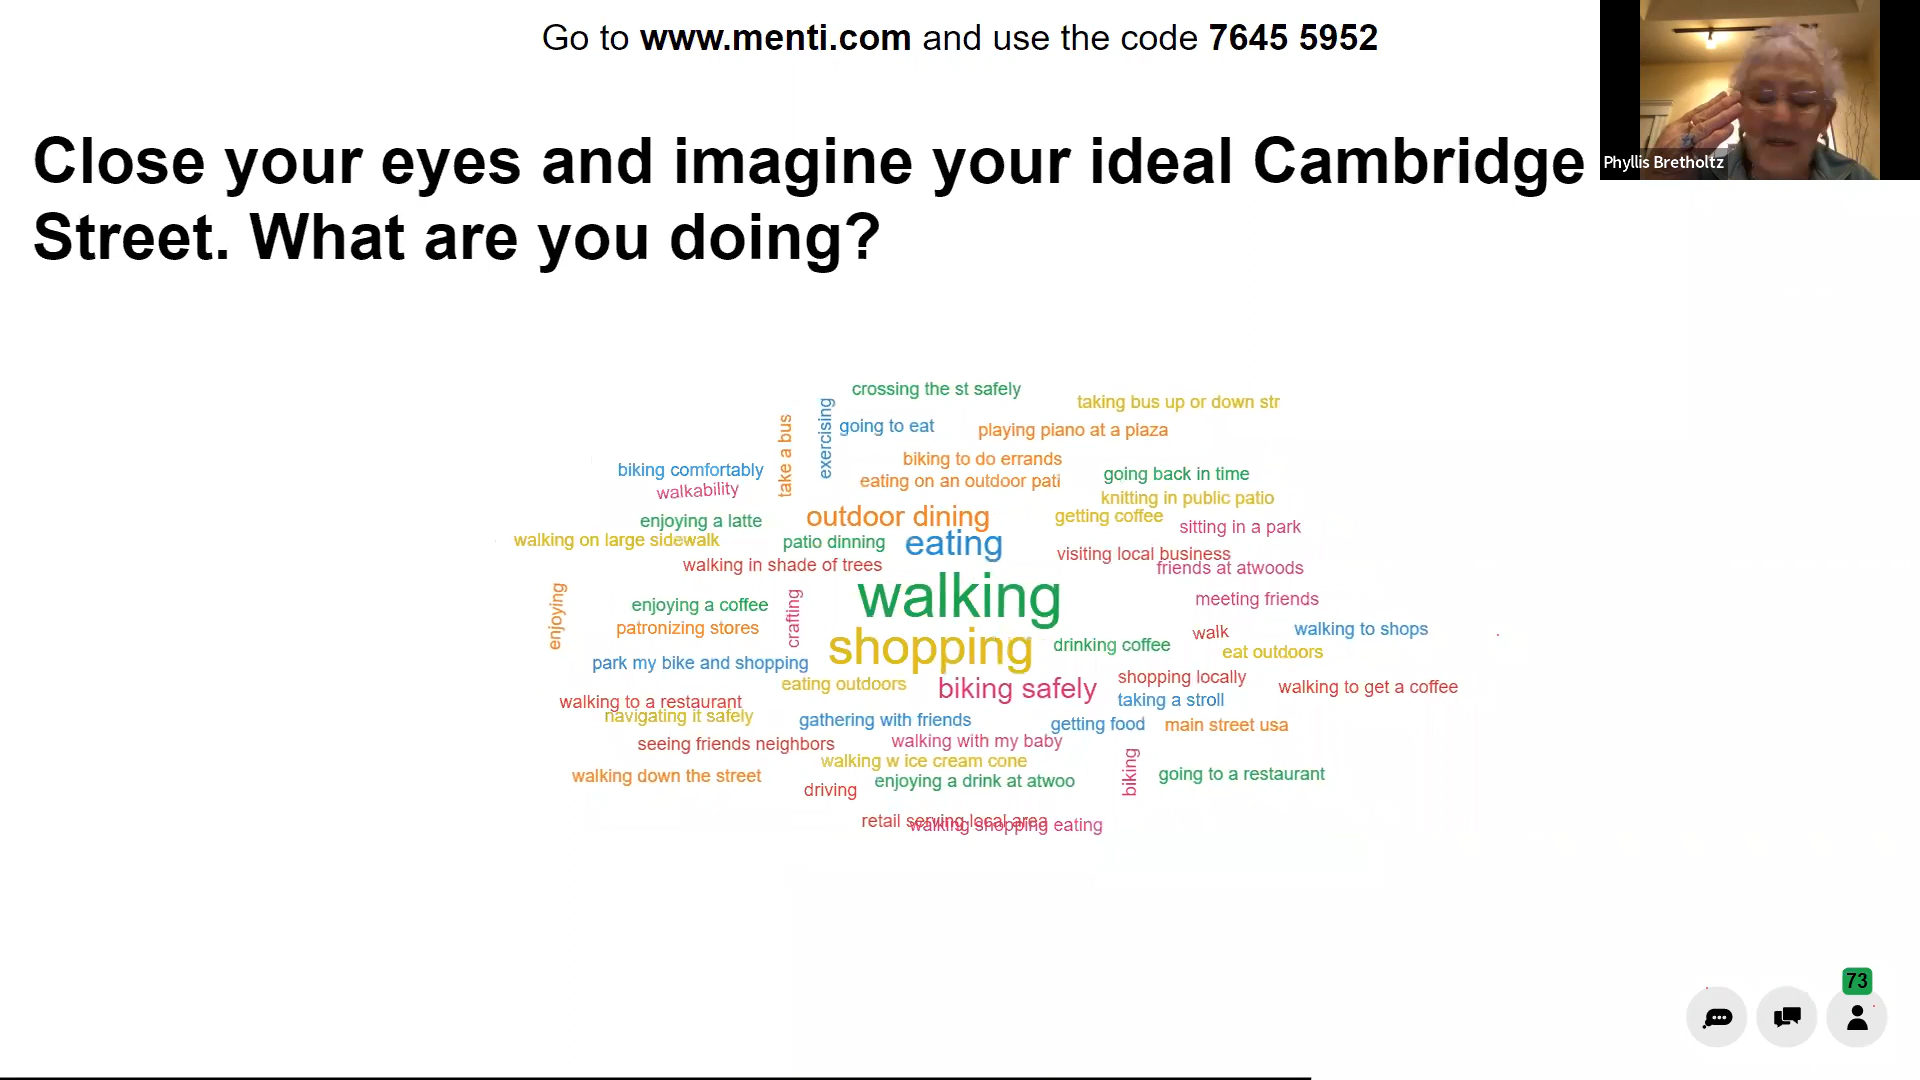 Go to www.menti.com and use the code 7645 5952
Phyllis Bretholtz
Close your eyes and imagine your ideal Cambridge
Street. What are you doing?
crossing the st safely
taking bus up or down str
take a bus
exercising
going to eat
playing piano at a plaza
biking to do errands
biking comfortably
going back in time
eating on an outdoor pati
walkability
knitting in public patio
outdoor dining
getting coffee
enjoying a latte
sitting in a park
walking on large sidewalk
patio dinning
eating
visiting local business
walking in shade of trees
friends at atwoods
walking
enjoying
enjoying a coffee
crafting
meeting friends
patronizing stores
walk
walking to shops
shopping
drinking coffee
eat outdoors
park my bike and shopping
eating outdoors
biking safely
shopping locally
walking to get a coffee
walking to a restaurant
taking a stroll
navigating it safely
gathering with friends
getting food
main street usa
seeing friends neighbors
walking with my baby
walking w ice cream cone
biking
walking down the street
driving
enjoying a drink at atwoo
going to a restaurant
retail serving local area
walking shopping eating
73